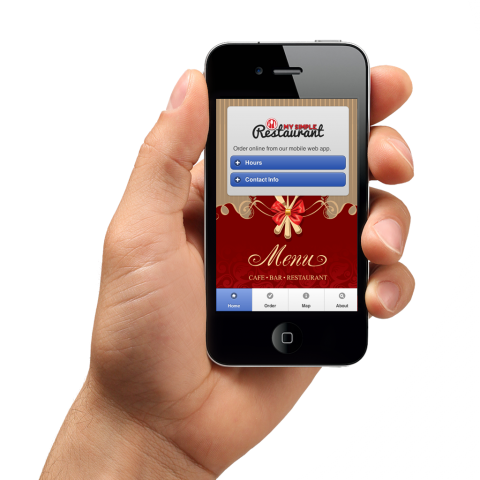 MY SIMPLE
Restaurant
Order online from our mobile web app.
Hours
Contact Info
Menu
CAFE • BAR • RESTAURANT
Home
Order
Map
About